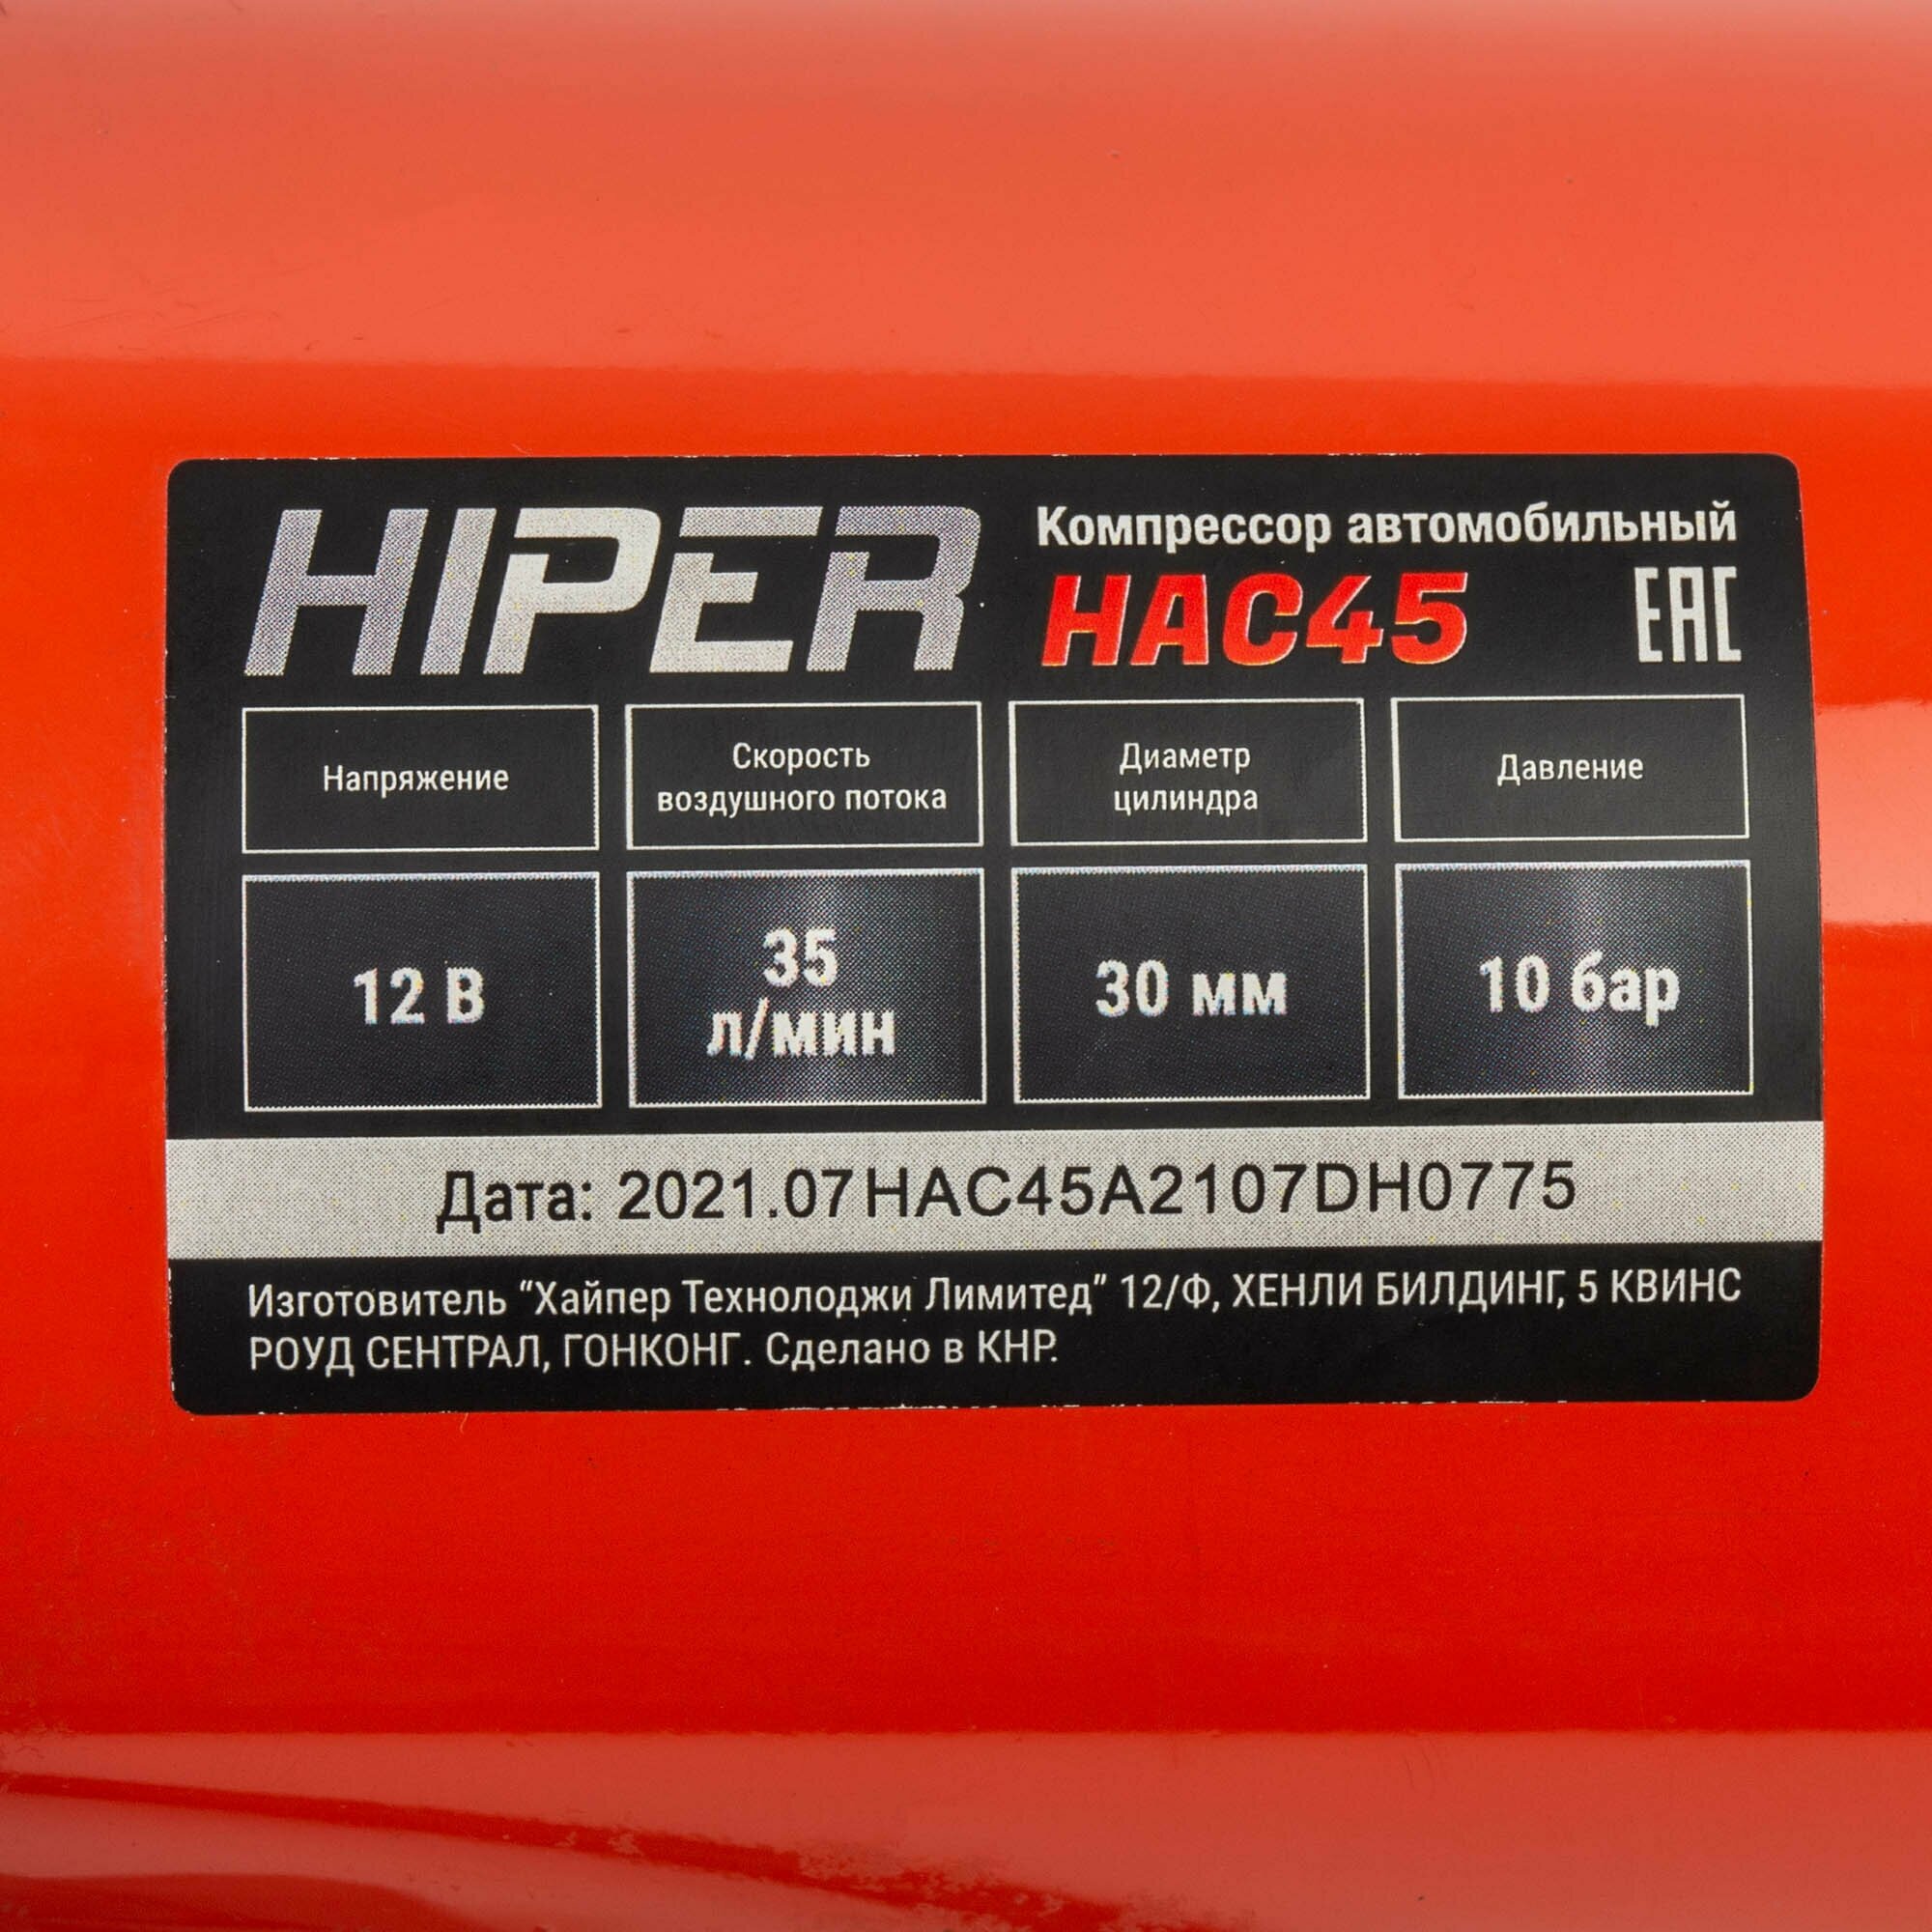 HIPER
Компрессор автомобильный
HAC45
EAC
Напряжение
Скорость
воздушного потока
Диаметр
цилиндра
Давление
12 В
35
л/мин
30 мм
10 бар
Дата: 2021.07HAC45A2107DH0775
Изготовитель “Хайпер Технолоджи Лимитед” 12/Ф, ХЕНЛИ БИЛДИНГ, 5 КВИНС
РОУД СЕНТРАЛ, ГОНКОНГ. Сделано в КНР.